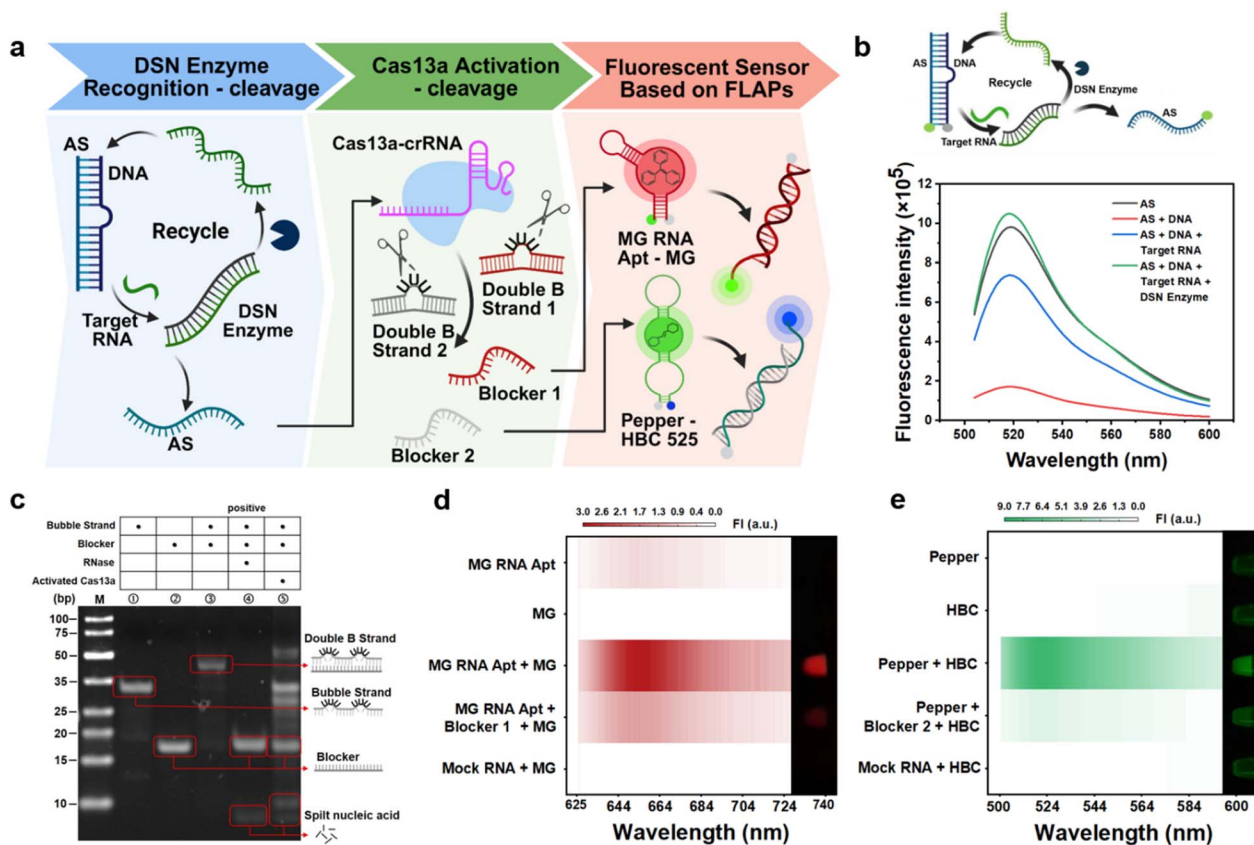 a
DSN Enzyme
Recognition - cleavage
Cas13a Activation
- cleavage
Fluorescent Sensor
Based on FLAPs
AS
DNA
Recycle
Target
RNA
DSN
Enzyme
AS
Cas13a-crRNA
Double B
Strand 1
Double B
Strand 2
Blocker 1
Blocker 2
MG RNA
Apt - MG
Pepper -
HBC 525
b
AS
DNA
Recycle
DSN Enzyme
Target RNA
AS
Fluorescence intensity (×10⁵)
12
10
8
6
4
2
0
AS
AS + DNA
AS + DNA +
Target RNA
AS + DNA +
Target RNA +
DSN Enzyme
500 520 540 560 580 600
Wavelength (nm)
c
positive
Bubble Strand
Blocker
RNase
Activated Cas13a
(bp) M ① ② ③ ④ ⑤
100
75
50
35
25
20
15
10
Double B Strand
Bubble Strand
Blocker
Spilt nucleic acid
d
3.0 2.6 2.1 1.7 1.3 0.9 0.4 0.0
FI (a.u.)
MG RNA Apt
MG
MG RNA Apt + MG
MG RNA Apt +
Blocker 1 + MG
Mock RNA + MG
625 644 664 684 704 724 740
Wavelength (nm)
e
9.0 7.7 6.4 5.1 3.9 2.6 1.3 0.0
FI (a.u.)
Pepper
HBC
Pepper + HBC
Pepper +
Blocker 2 + HBC
Mock RNA + HBC
500 524 544 564 584 600
Wavelength (nm)